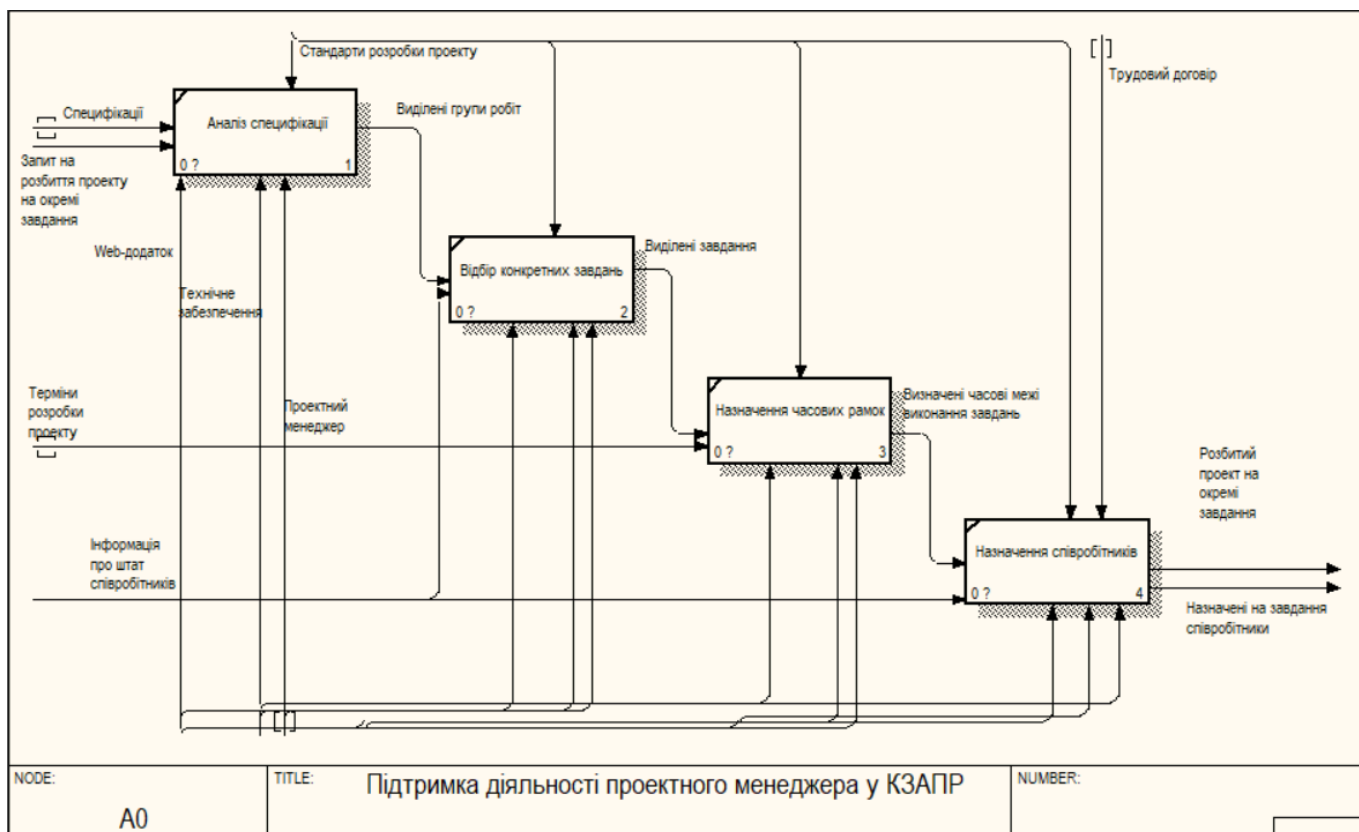 Стандарти розробки проекту
Трудовий договір
Специфікації
Аналіз специфікації
0 ?
1
Виділені групи робіт
Запит на
розбиття проекту
на окремі
завдання
Web-додаток
Технічне
забезпечення
Відбір конкретних завдань
0 ?
2
Виділені завдання
Терміни
розробки
проекту
Проектний
менеджер
Назначення часових рамок
0 ?
3
Визначені часові межі
виконання завдань
Розбитий
проект на
окремі
завдання
Інформація
про штат
співробітників
Назначення співробітників
0 ?
4
Назначені на завдання
співробітники
NODE:
A0
TITLE:
Підтримка діяльності проектного менеджера у КЗАПР
NUMBER: